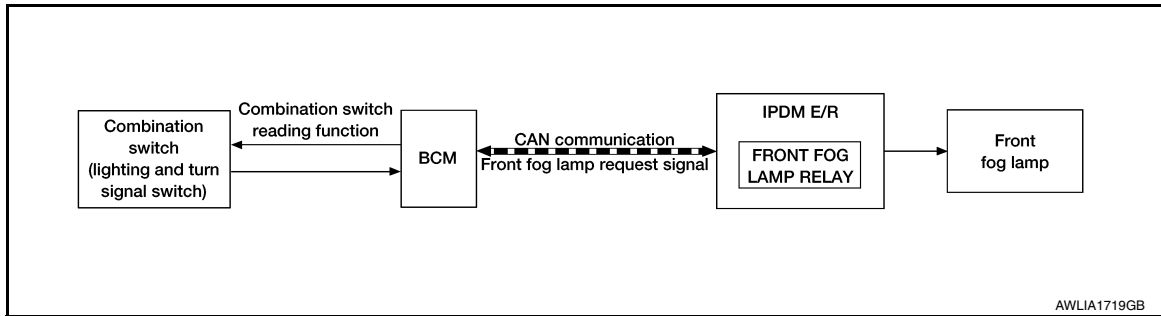 Combination
switch
(lighting and turn
signal switch)
Combination switch
reading function
BCM
CAN communication
Front fog lamp request signal
IPDM E/R
FRONT FOG
LAMP RELAY
Front
fog lamp
AWLIA1719GB